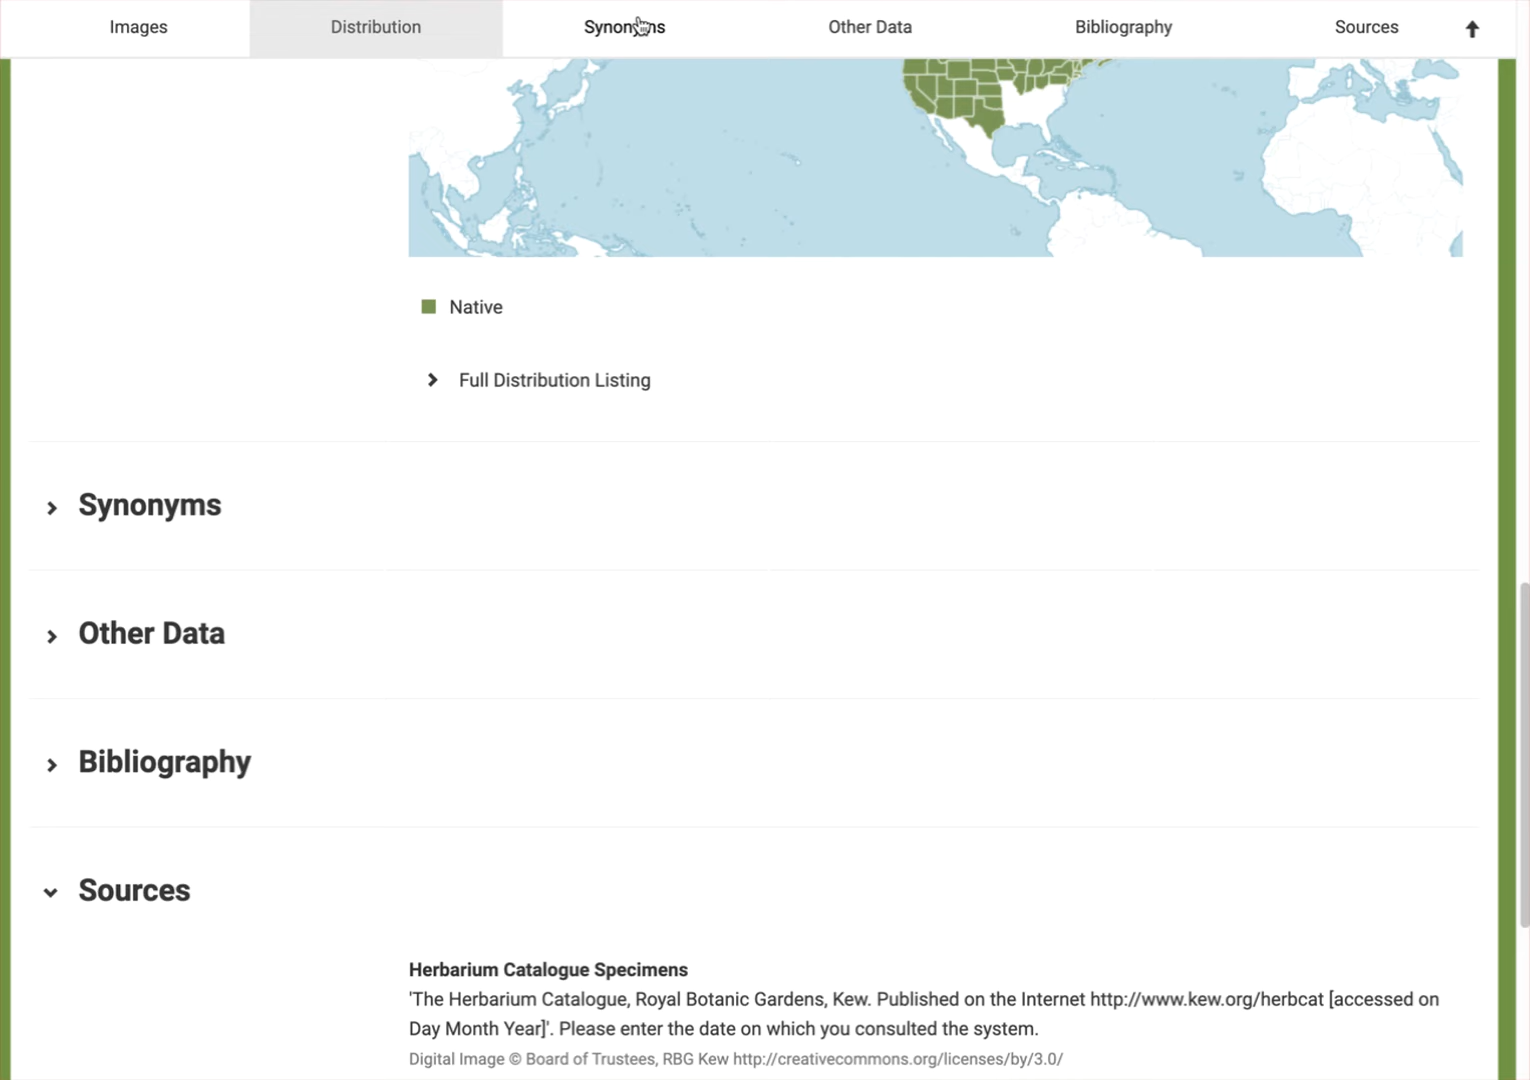 Images Distribution Synonyms Other Data Bibliography Sources
Native
Full Distribution Listing
Synonyms
Other Data
Bibliography
Sources
Herbarium Catalogue Specimens
'The Herbarium Catalogue, Royal Botanic Gardens, Kew. Published on the Internet http://www.kew.org/herbcat [accessed on
Day Month Year]'. Please enter the date on which you consulted the system.
Digital Image © Board of Trustees, RBG Kew http://creativecommons.org/licenses/by/3.0/